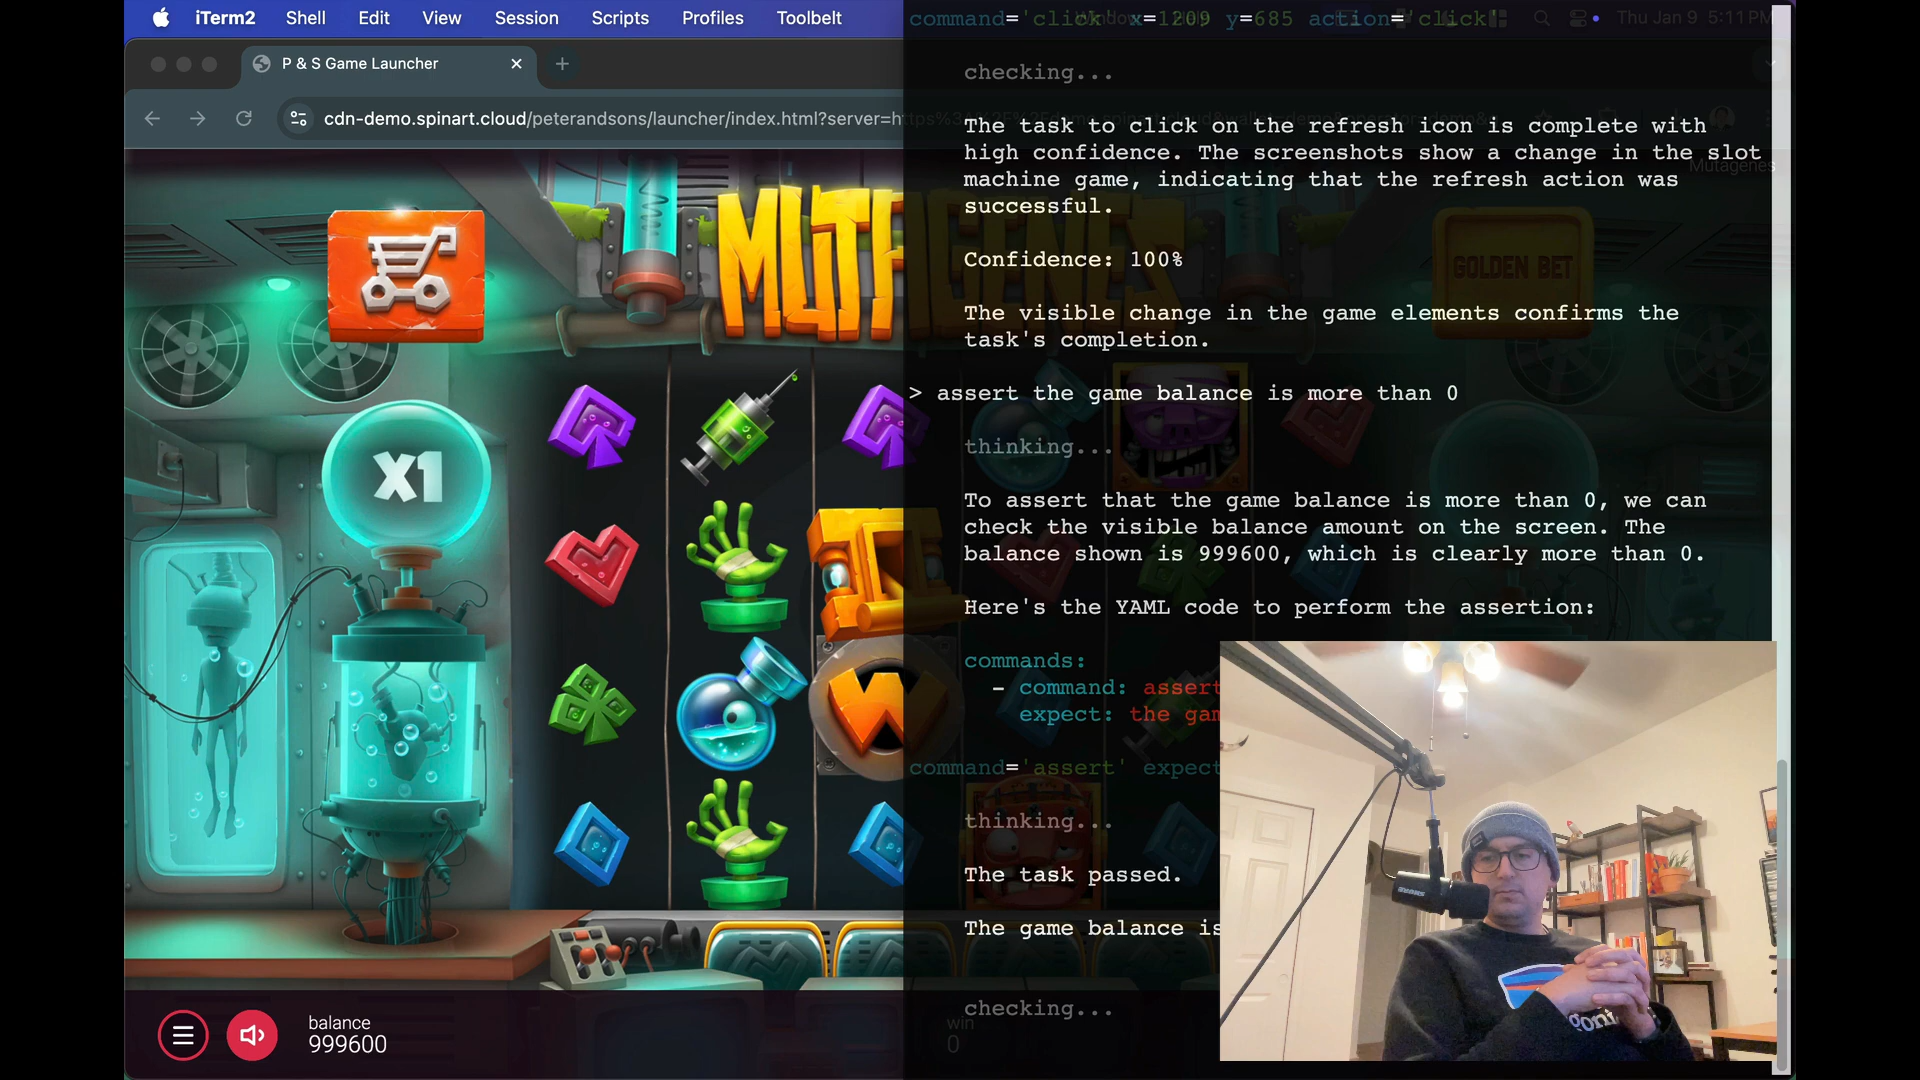 iTerm2 Shell Edit View Session Scripts Profiles Toolbelt
Thu Jan 9 5:11 PM
P & S Game Launcher
cdn-demo.spinart.cloud/peterandsons/launcher/index.html?server=h
command='click' x=1209 y=685 action='click'
checking...
The task to click on the refresh icon is complete with
high confidence. The screenshots show a change in the slot
machine game, indicating that the refresh action was
successful.
Confidence: 100%
The visible change in the game elements confirms the
task's completion.
> assert the game balance is more than 0
thinking...
To assert that the game balance is more than 0, we can
check the visible balance amount on the screen. The
balance shown is 999600, which is clearly more than 0.
Here's the YAML code to perform the assertion:
commands:
- command: assert
expect: the gam
command='assert' expect
thinking...
The task passed.
The game balance is
checking...
Mutagenes
MUTAGENES
GOLDEN BET
X1
W
balance
999600
win
0